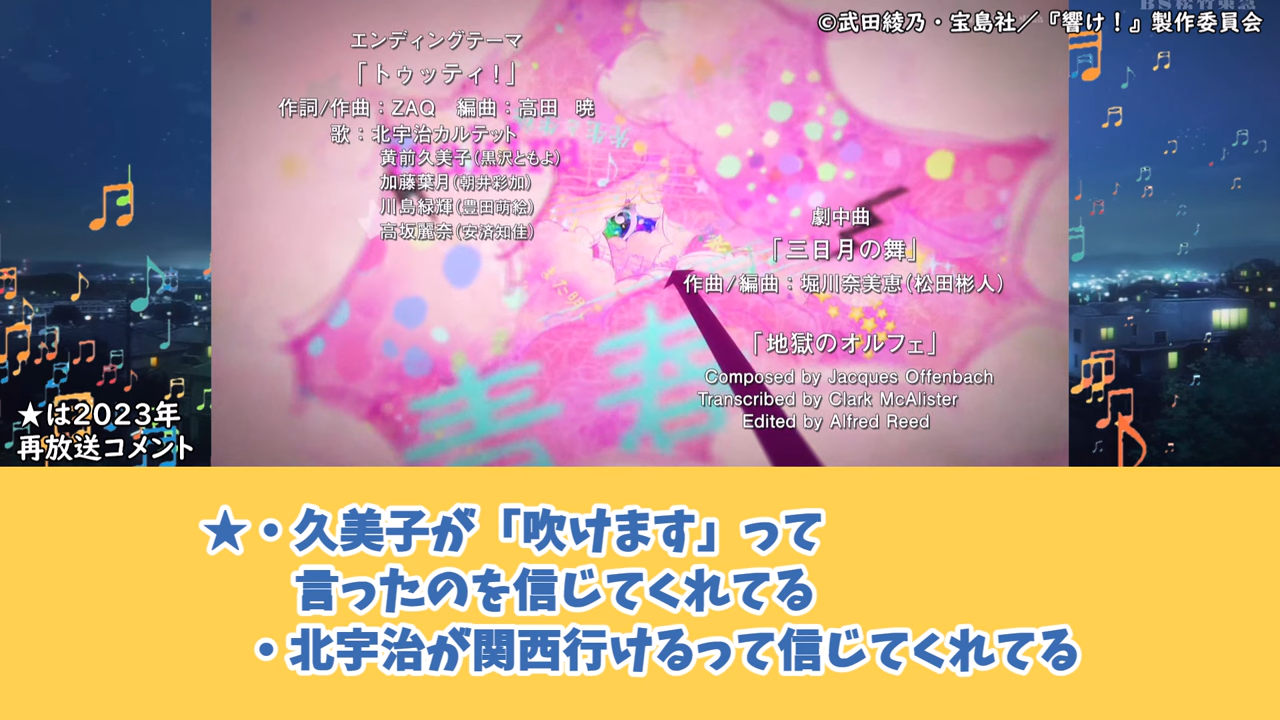 BS松竹東急
©武田綾乃・宝島社／『響け！』製作委員会
エンディングテーマ
「トゥッティ！」
作詞/作曲：ZAQ　編曲：高田　暁
歌：北宇治カルテット
黄前久美子（黒沢ともよ）
加藤葉月（朝井彩加）
川島緑輝（豊田萌絵）
高坂麗奈（安済知佳）
劇中曲
「三日月の舞」
作曲/編曲：堀川奈美恵（松田彬人）
「地獄のオルフェ」
Composed by Jacques Offenbach
Transcribed by Clark McAlister
Edited by Alfred Reed
青春
★は2023年
再放送コメント
★・久美子が「吹けます」って
言ったのを信じてくれてる
・北宇治が関西行けるって信じてくれてる